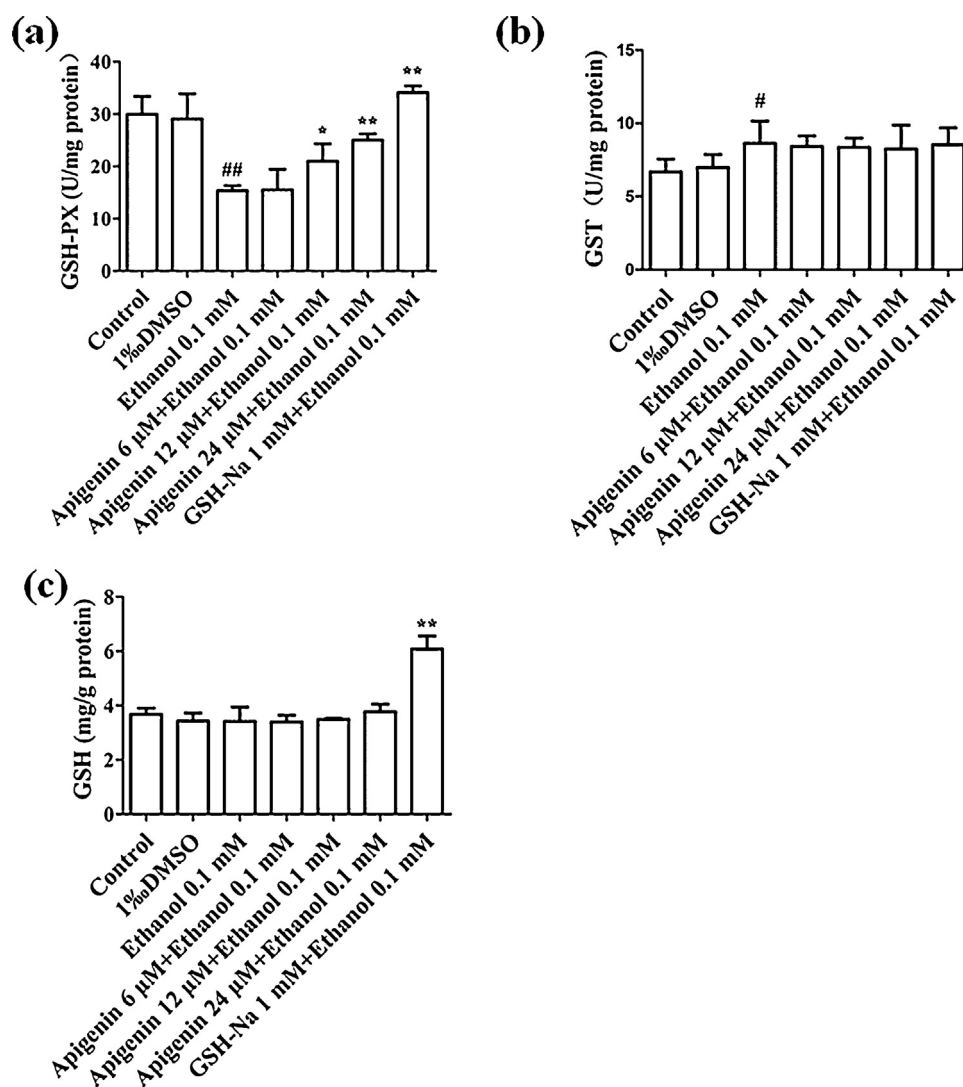 (a)
GSH-PX (U/mg protein)
40
30
20
10
0
##
*
**
**
Control
1‰DMSO
Ethanol 0.1 mM
Apigenin 6 µM+Ethanol 0.1 mM
Apigenin 12 µM+Ethanol 0.1 mM
Apigenin 24 µM+Ethanol 0.1 mM
GSH-Na 1 mM+Ethanol 0.1 mM
(b)
GST (U/mg protein)
15
10
5
0
#
Control
1‰DMSO
Ethanol 0.1 mM
Apigenin 6 µM+Ethanol 0.1 mM
Apigenin 12 µM+Ethanol 0.1 mM
Apigenin 24 µM+Ethanol 0.1 mM
GSH-Na 1 mM+Ethanol 0.1 mM
(c)
GSH (mg/g protein)
8
6
4
2
0
**
Control
1‰DMSO
Ethanol 0.1 mM
Apigenin 6 µM+Ethanol 0.1 mM
Apigenin 12 µM+Ethanol 0.1 mM
Apigenin 24 µM+Ethanol 0.1 mM
GSH-Na 1 mM+Ethanol 0.1 mM